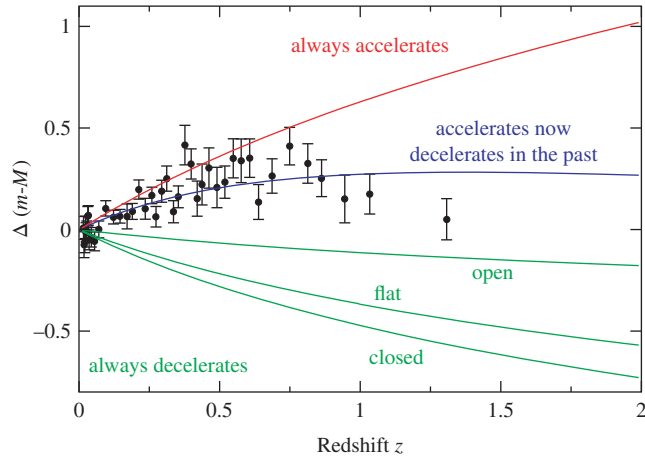 1
always accelerates
accelerates now
decelerates in the past
0.5
Δ (m-M)
0
open
flat
−0.5
always decelerates
closed
0 0.5 1 1.5 2
Redshift z